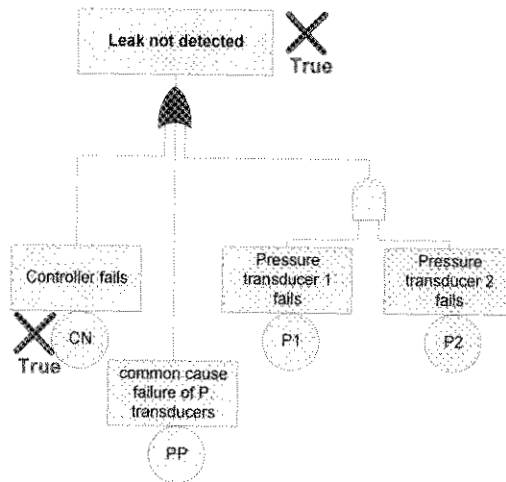 Leak not detected
True
Controller fails
Pressure
transducer 1
fails
Pressure
transducer 2
fails
True
CN
P1
P2
common cause
failure of P
transducers
PP